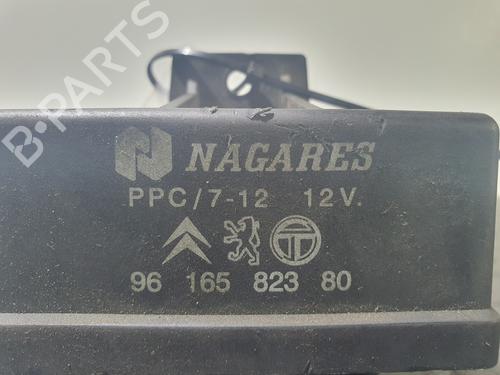 B-PARTS
NAGARES
PPC/7-12 12V.
96 165 823 80